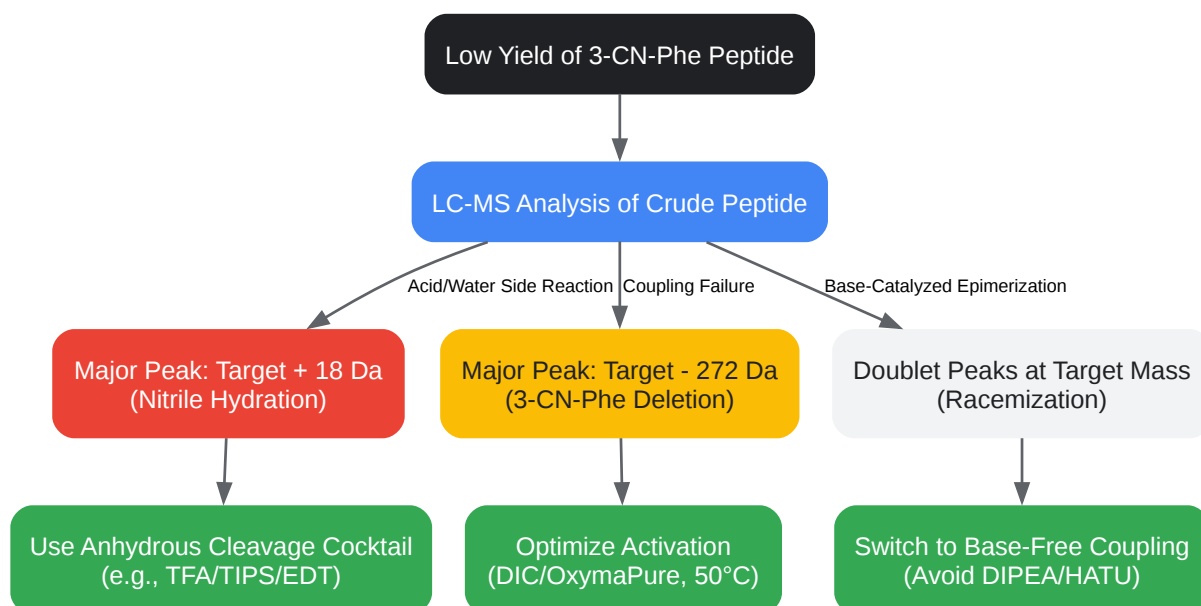 Low Yield of 3-CN-Phe Peptide
LC-MS Analysis of Crude Peptide
Acid/Water Side Reaction
Coupling Failure
Base-Catalyzed Epimerization
Major Peak: Target + 18 Da
(Nitrile Hydration)
Major Peak: Target - 272 Da
(3-CN-Phe Deletion)
Doublet Peaks at Target Mass
(Racemization)
Use Anhydrous Cleavage Cocktail
(e.g., TFA/TIPS/EDT)
Optimize Activation
(DIC/OxymaPure, 50°C)
Switch to Base-Free Coupling
(Avoid DIPEA/HATU)